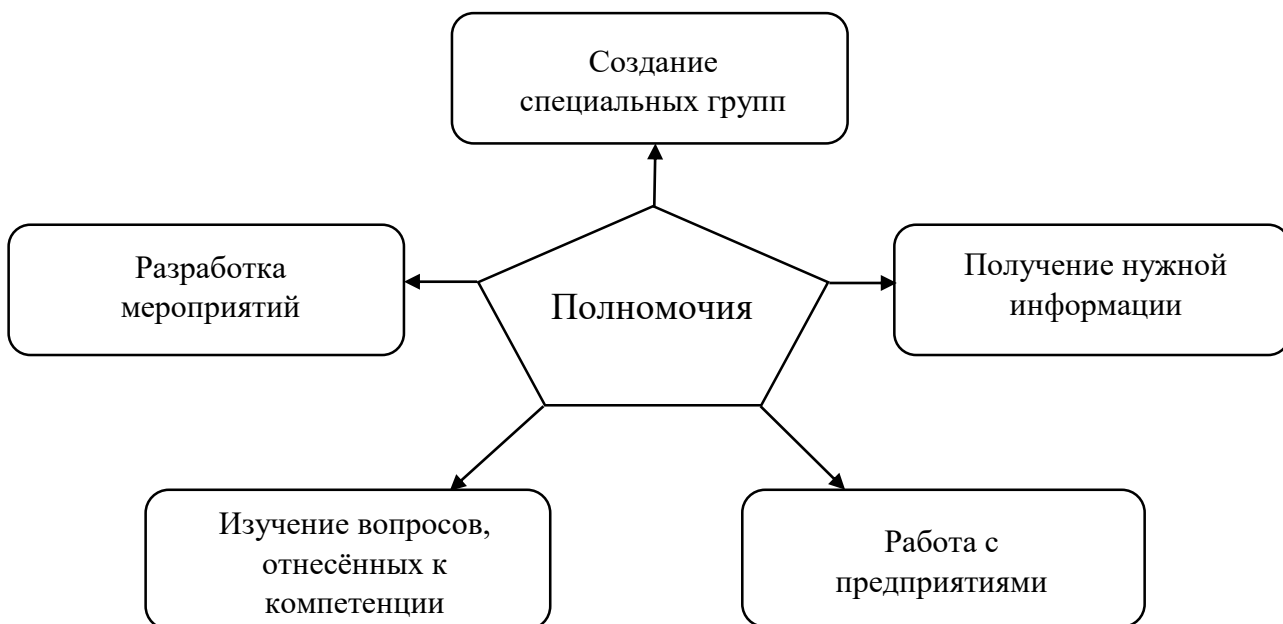 Создание
специальных групп
Разработка
мероприятий
Полномочия
Получение нужной
информации
Изучение вопросов,
отнесённых к
компетенции
Работа с
предприятиями